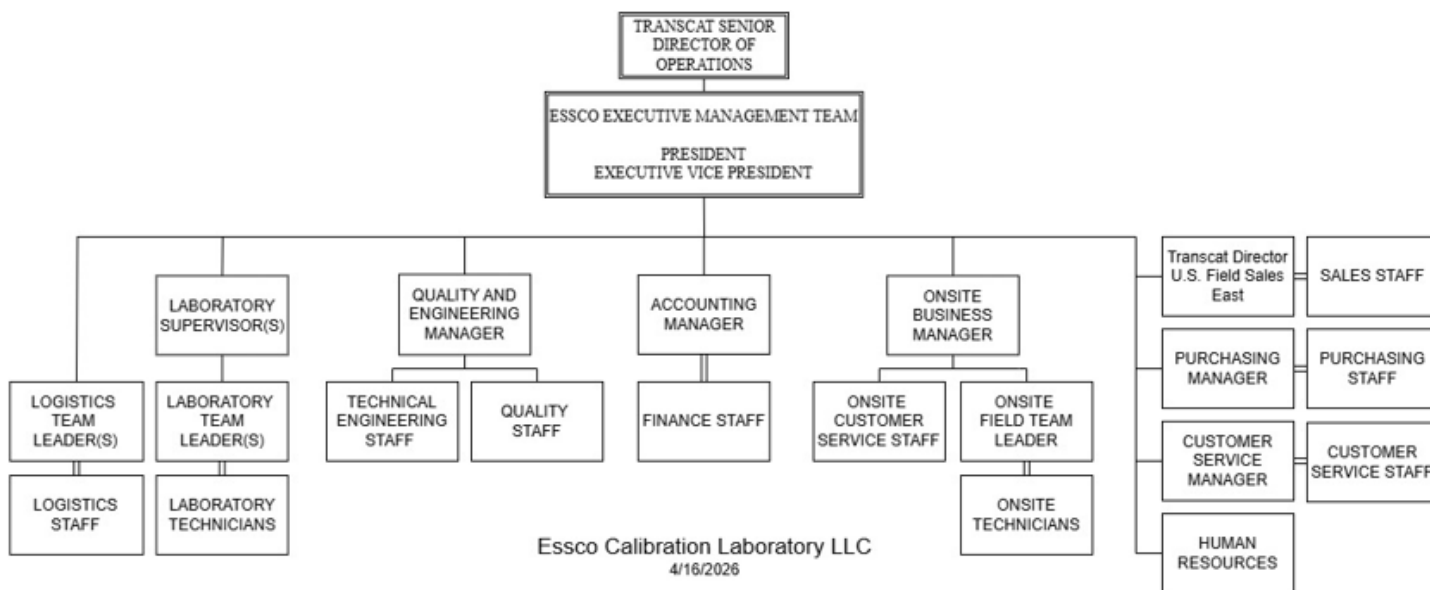 TRANSCAT SENIOR
DIRECTOR OF
OPERATIONS
ESSCO EXECUTIVE MANAGEMENT TEAM
PRESIDENT
EXECUTIVE VICE PRESIDENT
LABORATORY
SUPERVISOR(S)
QUALITY AND
ENGINEERING
MANAGER
ACCOUNTING
MANAGER
ONSITE
BUSINESS
MANAGER
Transcat Director
U.S. Field Sales
East
SALES STAFF
PURCHASING
MANAGER
PURCHASING
STAFF
LOGISTICS
TEAM
LEADER(S)
LABORATORY
TEAM
LEADER(S)
TECHNICAL
ENGINEERING
STAFF
QUALITY
STAFF
FINANCE STAFF
ONSITE
CUSTOMER
SERVICE STAFF
ONSITE
FIELD TEAM
LEADER
CUSTOMER
SERVICE
MANAGER
CUSTOMER
SERVICE STAFF
LOGISTICS
STAFF
LABORATORY
TECHNICIANS
ONSITE
TECHNICIANS
HUMAN
RESOURCES
Essco Calibration Laboratory LLC
4/16/2026